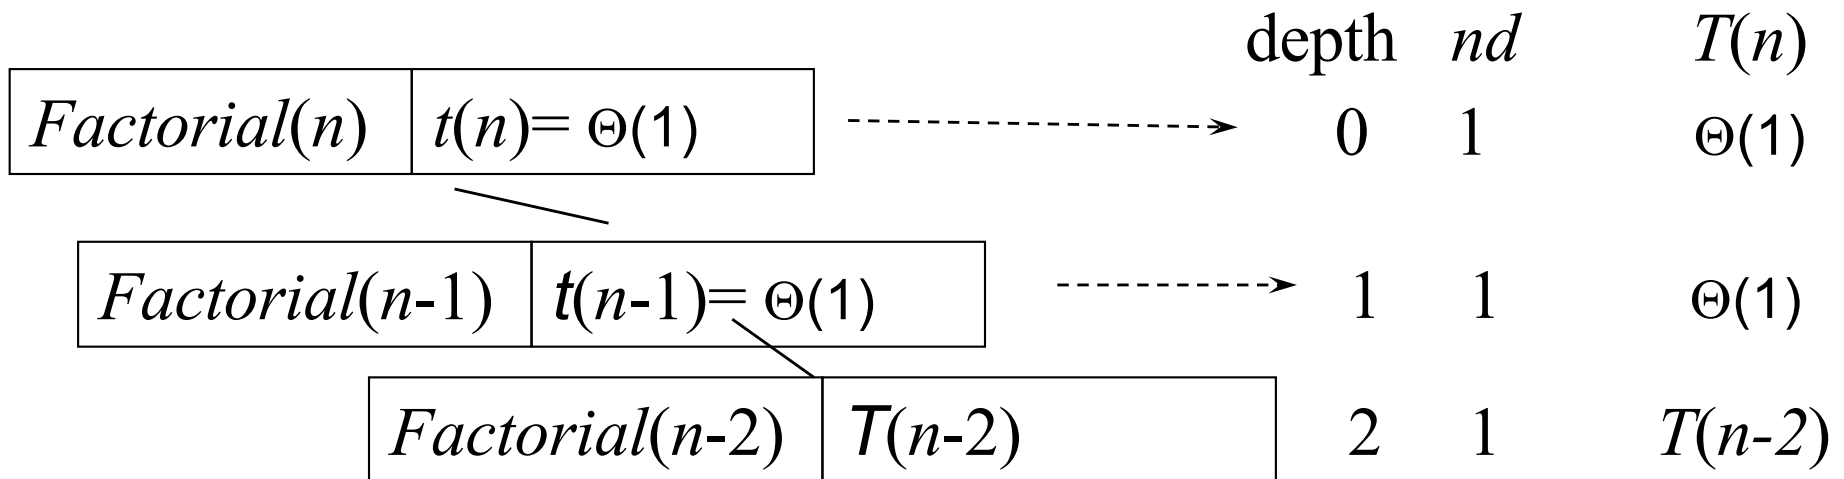 depth nd T(n)
Factorial(n) t(n)= Θ(1) 0 1 Θ(1)
Factorial(n-1) t(n-1)= Θ(1) 1 1 Θ(1)
Factorial(n-2) T(n-2) 2 1 T(n-2)